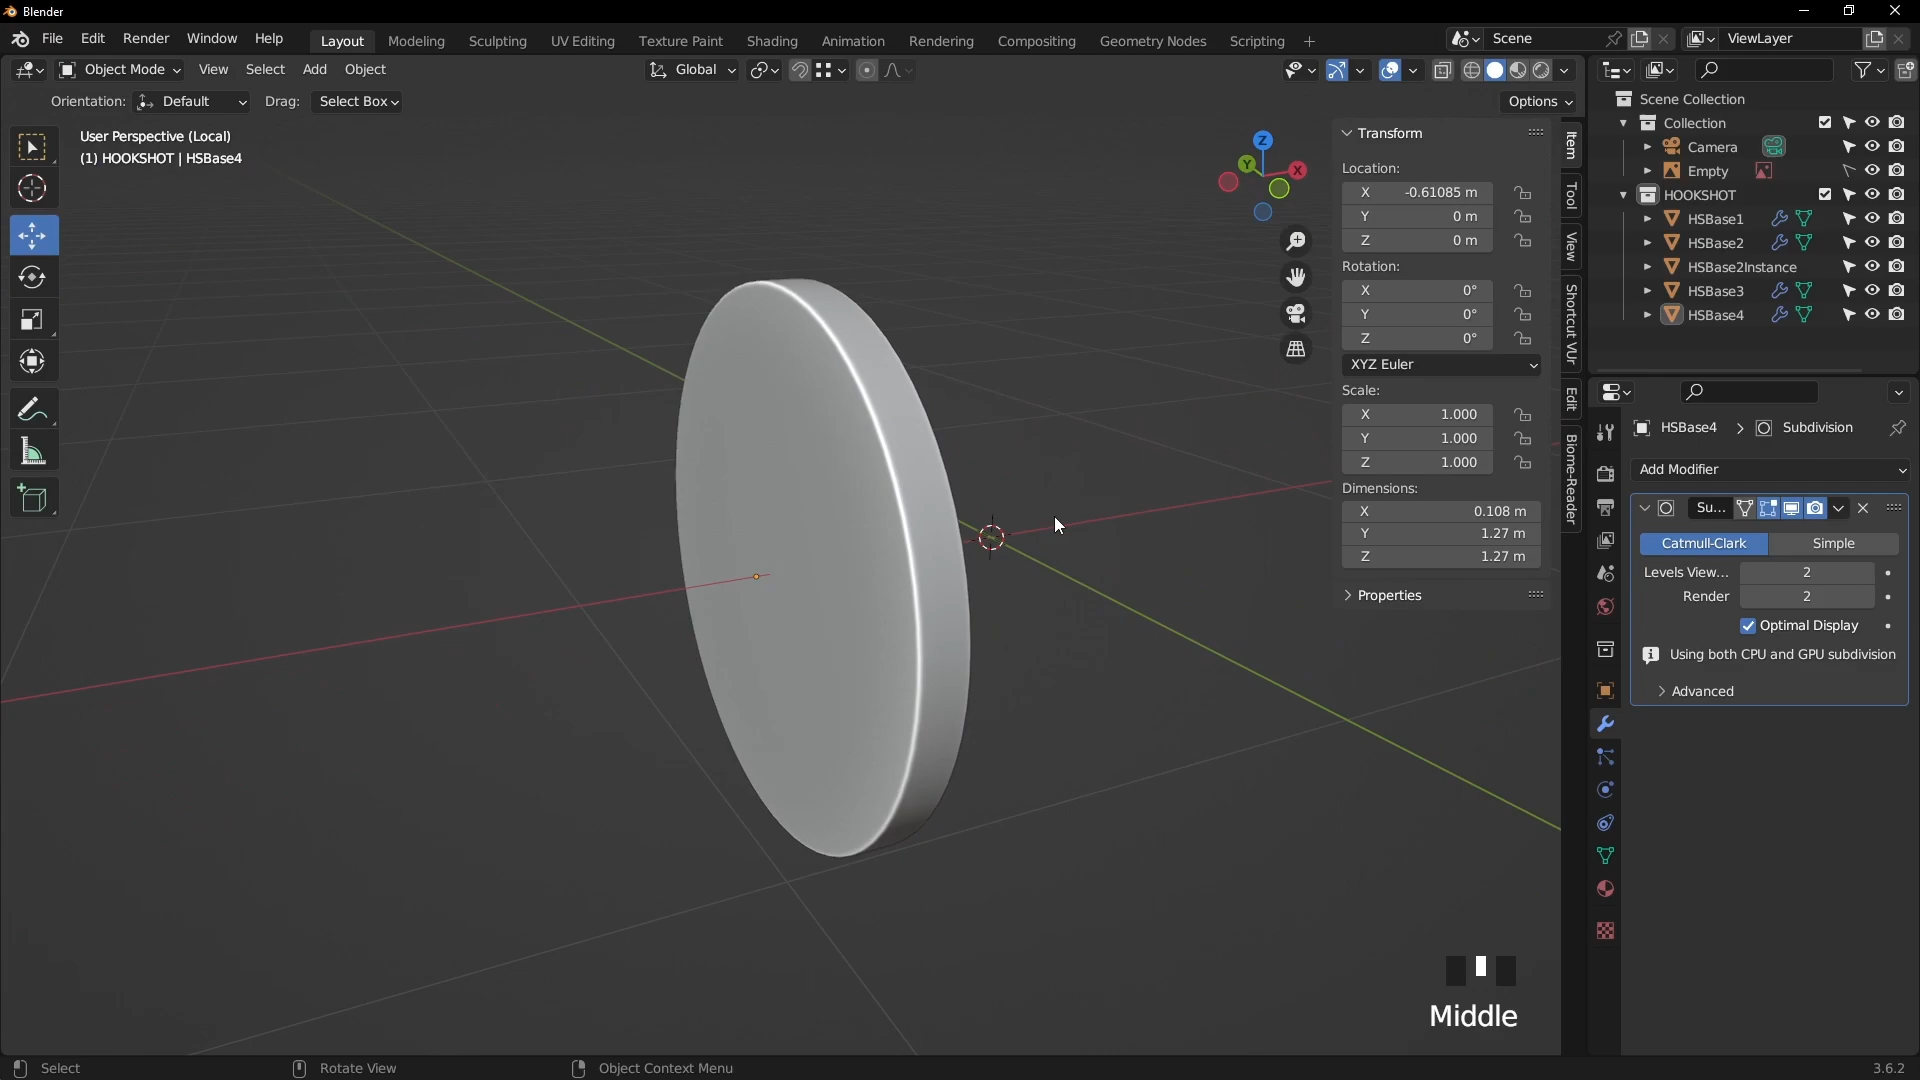 Blender
File Edit Render Window Help Layout Modeling Sculpting UV Editing Texture Paint Shading Animation Rendering Compositing Geometry Nodes Scripting + Scene ViewLayer
Object Mode View Select Add Object Global
Orientation: Default Drag: Select Box Options
User Perspective (Local)
(1) HOOKSHOT | HSBase4
Z
Y
X
Transform
Location:
X -0.61085 m
Y 0 m
Z 0 m
Rotation:
X 0°
Y 0°
Z 0°
XYZ Euler
Scale:
X 1.000
Y 1.000
Z 1.000
Dimensions:
X 0.108 m
Y 1.27 m
Z 1.27 m
Properties
Item
Tool
View
Shortcut VUr
Edit
Biome-Reader
Scene Collection
Collection
Camera
Empty
HOOKSHOT
HSBase1
HSBase2
HSBase2Instance
HSBase3
HSBase4
HSBase4 > Subdivision
Add Modifier
Su...
Catmull-Clark Simple
Levels View... 2
Render 2
Optimal Display
Using both CPU and GPU subdivision
Advanced
Middle
Select Rotate View Object Context Menu 3.6.2